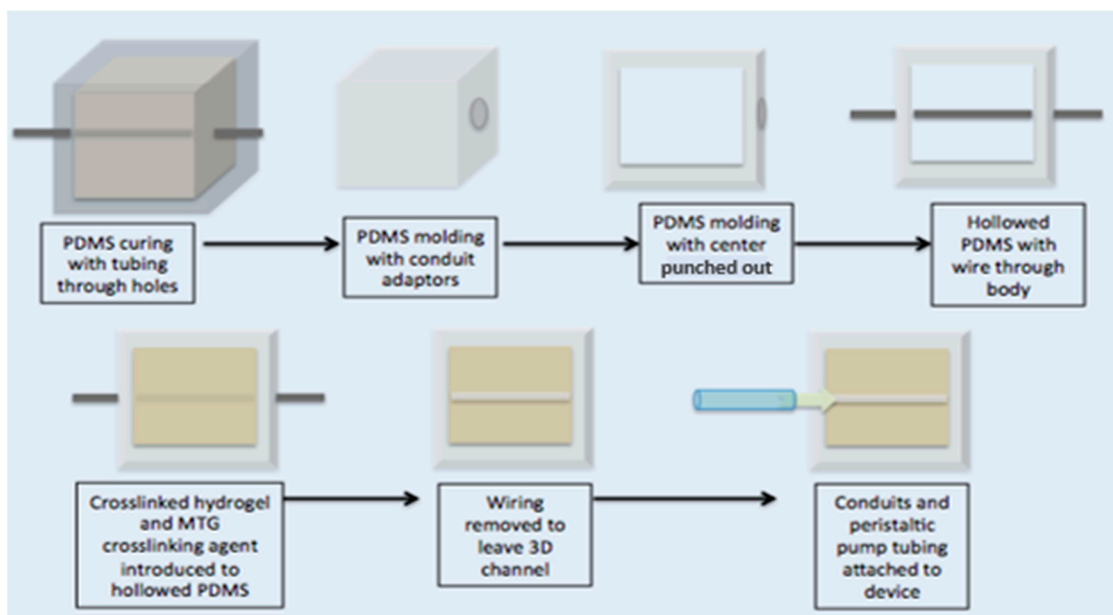 PDMS curing
with tubing
through holes
PDMS molding
with conduit
adaptors
PDMS molding
with center
punched out
Hollowed
PDMS with
wire through
body
Crosslinked hydrogel
and MTG
crosslinking agent
introduced to
hollowed PDMS
Wiring
removed to
leave 3D
channel
Conduits and
peristaltic
pump tubing
attached to
device